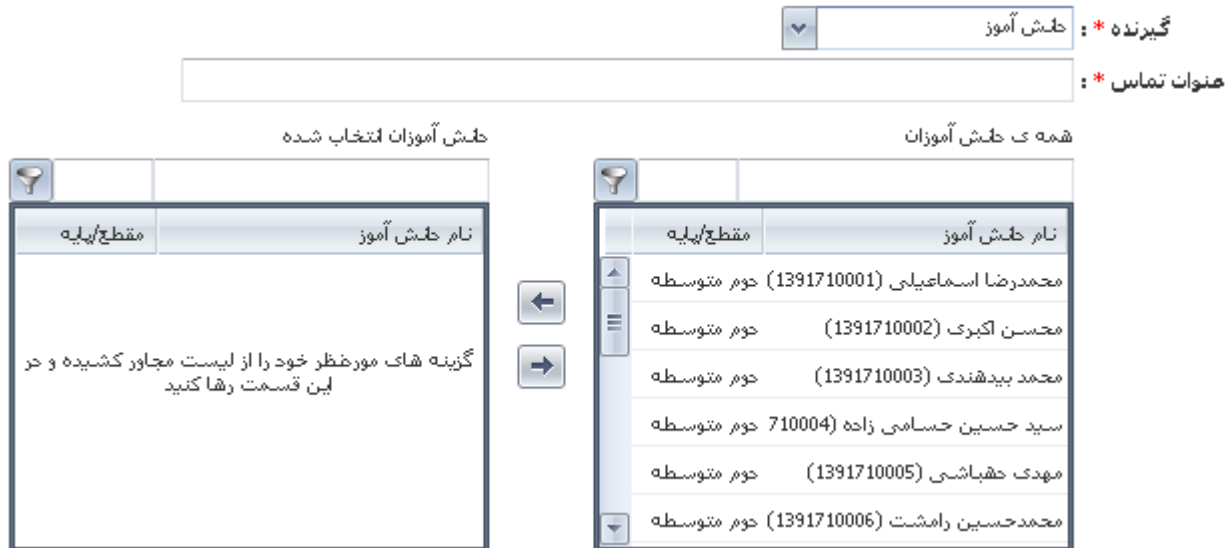 گیرنده * : دانش آموز
عنوان تماس * :
همه ی دانش آموزان
نام دانش آموز مقطع/پایه
محمدرضا اسماعیلی (1391710001) دوم متوسطه
محسن اکبری (1391710002) دوم متوسطه
محمد بیدهندی (1391710003) دوم متوسطه
سید حسین حسامی زاده (710004 دوم متوسطه
مهدی دهباشی (1391710005) دوم متوسطه
محمدحسین رامشت (1391710006) دوم متوسطه
دانش آموزان انتخاب شده
نام دانش آموز مقطع/پایه
گزینه های موردنظر خود را از لیست مجاور کشیده و در
این قسمت رها کنید